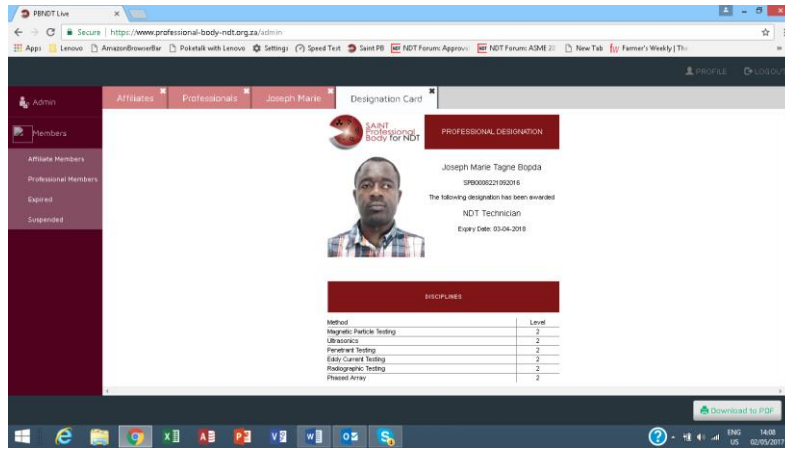 PBNDT Live
Secure https://www.professional-body-ndt.org.za/admin
Apps Lenovo AmazonBrowserBar Poketalk with Lenovo Settings Speed Test Saint PB NDT Forum: Approva NDT Forum: ASME 20 New Tab Farmer's Weekly | The
PROFILE LOGOUT
Admin
Affiliates Professionals Joseph Marie Designation Card
Members
Affiliate Members
Professional Members
Expired
Suspended
SAINT
Professional
Body for NDT
PROFESSIONAL DESIGNATION
Joseph Marie Tagne Bopda
SPB0008221092016
The following designation has been awarded
NDT Technician
Expiry Date: 03-04-2018
DISCIPLINES
Method Level
Magnetic Particle Testing 2
Ultrasonics 2
Penetrant Testing 2
Eddy Current Testing 2
Radiographic Testing 2
Phased Array 2
Download to PDF
ENG 14:08
US 02/05/2017